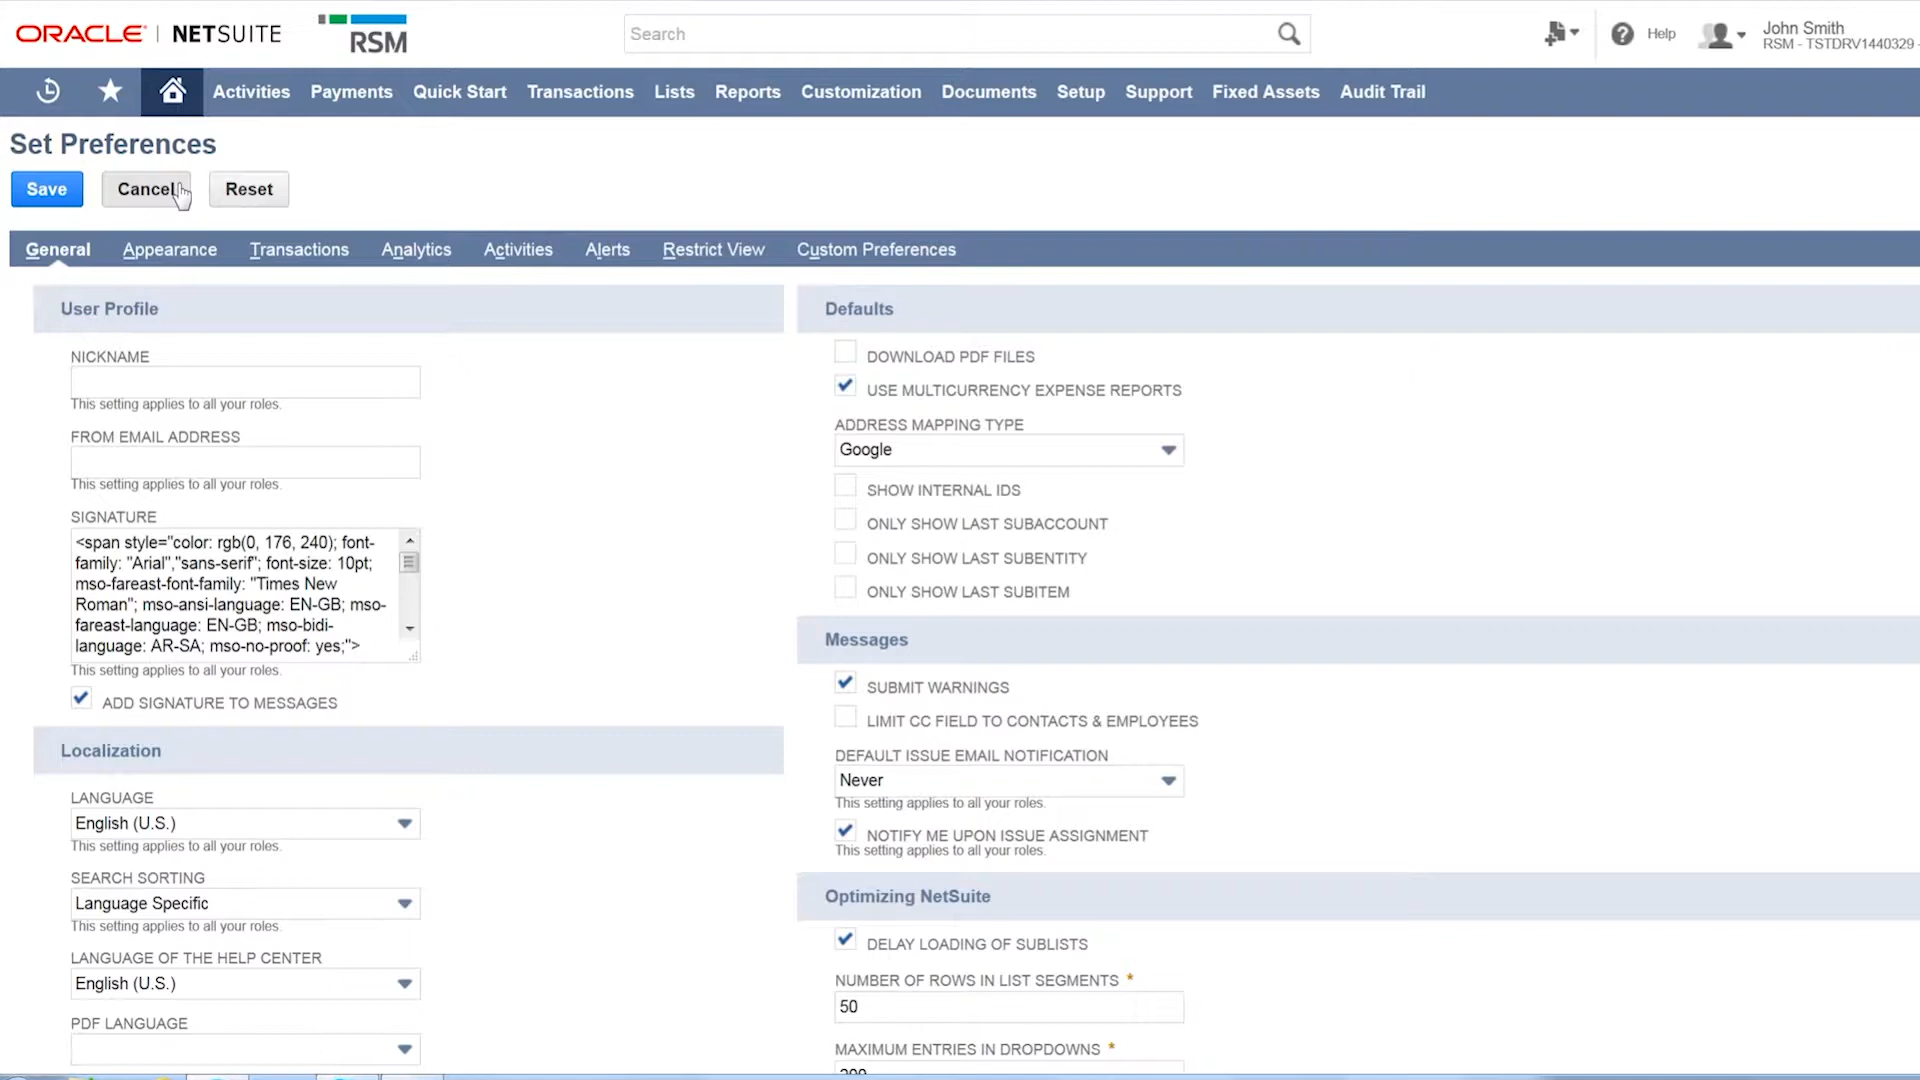 ORACLE | NETSUITE
RSM
Search
Help
John Smith
RSM - TSTDRV1440329 -
Activities Payments Quick Start Transactions Lists Reports Customization Documents Setup Support Fixed Assets Audit Trail
Set Preferences
Save Cancel Reset
General Appearance Transactions Analytics Activities Alerts Restrict View Custom Preferences
User Profile
NICKNAME
This setting applies to all your roles.
FROM EMAIL ADDRESS
This setting applies to all your roles.
SIGNATURE
<span style="color: rgb(0, 176, 240); font-
family: "Arial","sans-serif"; font-size: 10pt;
mso-fareast-font-family: "Times New
Roman"; mso-ansi-language: EN-GB; mso-
fareast-language: EN-GB; mso-bidi-
language: AR-SA; mso-no-proof: yes;">
This setting applies to all your roles.
ADD SIGNATURE TO MESSAGES
Localization
LANGUAGE
English (U.S.)
This setting applies to all your roles.
SEARCH SORTING
Language Specific
This setting applies to all your roles.
LANGUAGE OF THE HELP CENTER
English (U.S.)
PDF LANGUAGE
Defaults
DOWNLOAD PDF FILES
USE MULTICURRENCY EXPENSE REPORTS
ADDRESS MAPPING TYPE
Google
SHOW INTERNAL IDS
ONLY SHOW LAST SUBACCOUNT
ONLY SHOW LAST SUBENTITY
ONLY SHOW LAST SUBITEM
Messages
SUBMIT WARNINGS
LIMIT CC FIELD TO CONTACTS & EMPLOYEES
DEFAULT ISSUE EMAIL NOTIFICATION
Never
This setting applies to all your roles.
NOTIFY ME UPON ISSUE ASSIGNMENT
This setting applies to all your roles.
Optimizing NetSuite
DELAY LOADING OF SUBLISTS
NUMBER OF ROWS IN LIST SEGMENTS *
50
MAXIMUM ENTRIES IN DROPDOWNS *